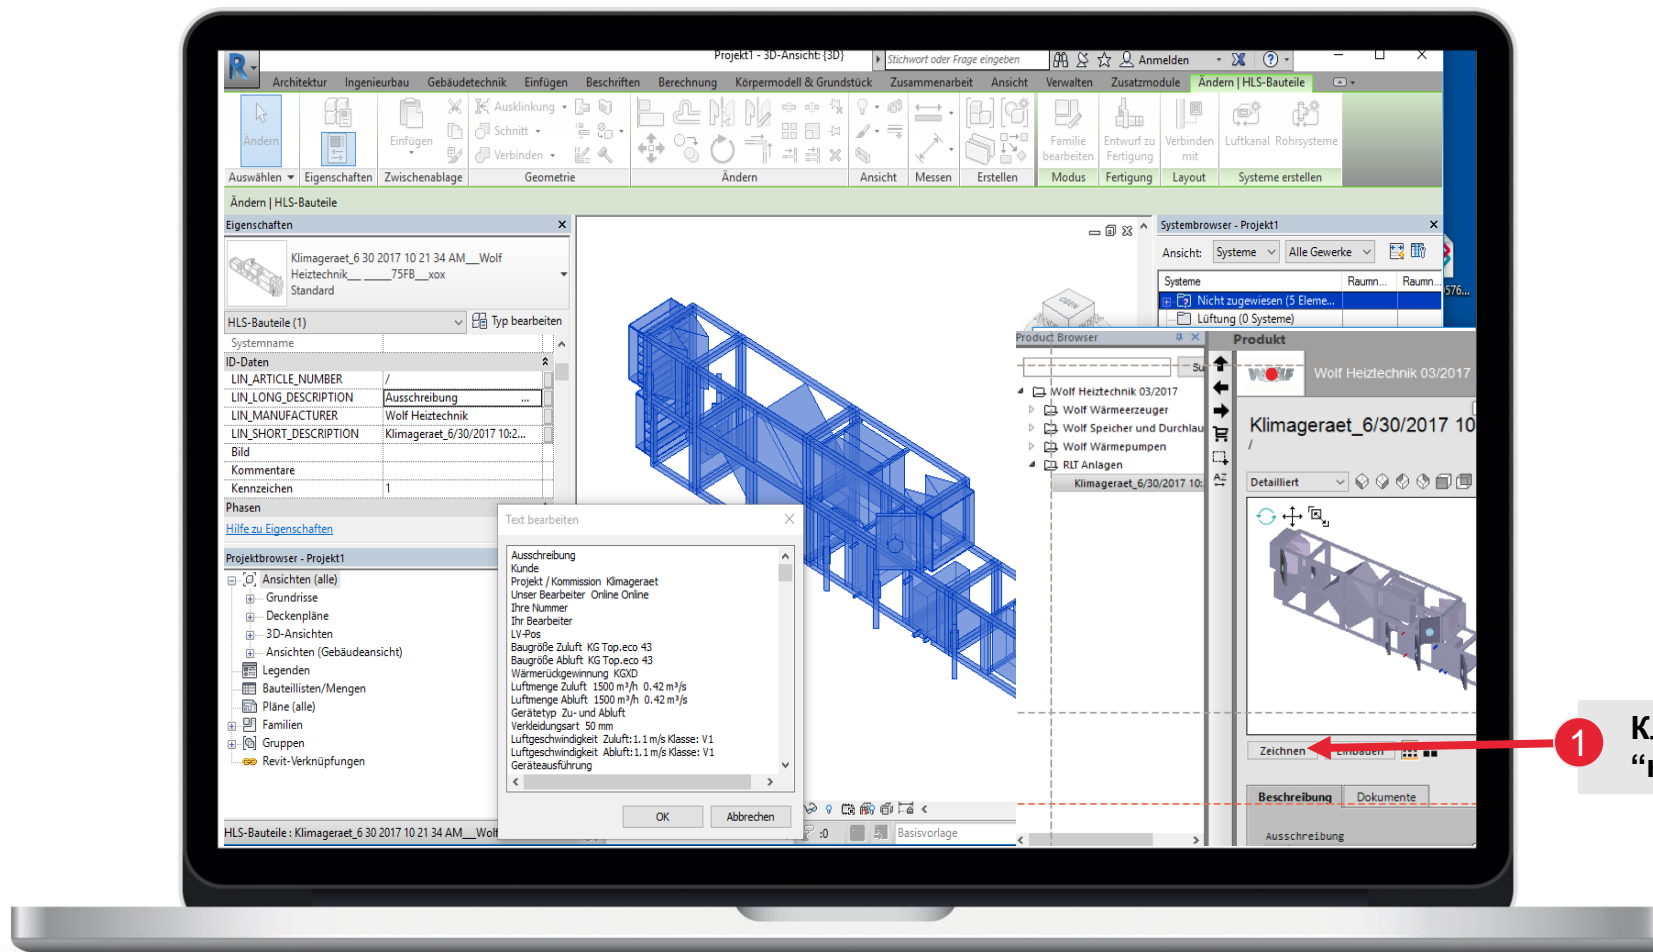 Projekt1 - 3D-Ansicht: {3D}
Stichwort oder Frage eingeben
Anmelden
Architektur Ingenieurbau Gebäudetechnik Einfügen Beschriften Berechnung Körpermodell & Grundstück Zusammenarbeit Ansicht Verwalten Zusatzmodule Ändern | HLS-Bauteile
Ändern
Einfügen
Ausklinkung
Schnitt
Verbinden
Familie bearbeiten
Entwurf zu Fertigung
Verbinden mit
Luftkanal Rohrsysteme
Auswählen Eigenschaften Zwischenablage Geometrie Ändern Ansicht Messen Erstellen Modus Fertigung Layout Systeme erstellen
Ändern | HLS-Bauteile
Eigenschaften
Klimageraet_6 30
2017 10 21 34 AM__Wolf
Heiztechnik__ ____75FB__xox
Standard
HLS-Bauteile (1)
Typ bearbeiten
Systemname
ID-Daten
LIN_ARTICLE_NUMBER /
LIN_LONG_DESCRIPTION Ausschreibung ...
LIN_MANUFACTURER Wolf Heiztechnik
LIN_SHORT_DESCRIPTION Klimageraet_6/30/2017 10:2...
Bild
Kommentare
Kennzeichen 1
Phasen
Hilfe zu Eigenschaften
Projektbrowser - Projekt1
Ansichten (alle)
Grundrisse
Deckenpläne
3D-Ansichten
Ansichten (Gebäudeansicht)
Legenden
Bauteillisten/Mengen
Pläne (alle)
Familien
Gruppen
Revit-Verknüpfungen
HLS-Bauteile : Klimageraet_6 30 2017 10 21 34 AM__Wolf
Text bearbeiten
Ausschreibung
Kunde
Projekt / Kommission Klimageraet
Unser Bearbeiter Online Online
Ihre Nummer
Ihr Bearbeiter
LV-Pos
Baugröße Zuluft KG Top.eco 43
Baugröße Abluft KG Top.eco 43
Wärmerückgewinnung KGXD
Luftmenge Zuluft 1500 m³/h 0.42 m³/s
Luftmenge Abluft 1500 m³/h 0.42 m³/s
Gerätetyp Zu- und Abluft
Verkleidungsart 50 mm
Luftgeschwindigkeit Zuluft: 1.1 m/s Klasse: V1
Luftgeschwindigkeit Abluft: 1.1 m/s Klasse: V1
Geräteausführung
OK Abbrechen
:0
Basisvorlage
OBEN
Systembrowser - Projekt1
Ansicht: Systeme Alle Gewerke
Systeme Raumn... Raumn...
Nicht zugewiesen (5 Eleme...
Lüftung (0 Systeme)
576...
Product Browser
Su
Wolf Heiztechnik 03/2017
Wolf Wärmeerzeuger
Wolf Speicher und Durchlau
Wolf Wärmepumpen
RLT Anlagen
Klimageraet_6/30/2017 10:
Produkt
WOLF
Wolf Heiztechnik 03/2017
Klimageraet_6/30/2017 10
/
Detailliert
Zeichnen Einbauen
Beschreibung Dokumente
Ausschreibung
1